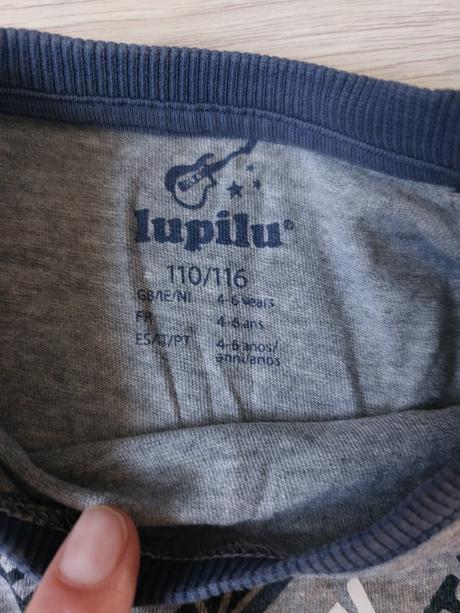 lupilu®
110/116
GB/IE/NI 4-6 years
FR 4-6 ans
ES/IT/PT 4-6 anos/
anni/anos